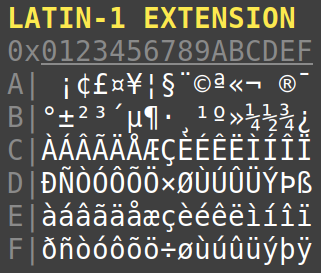 LATIN-1 EXTENSION
0x0123456789ABCDEF
A| ¡¢£¤¥¦§¨©ª«¬ ®¯
B|°±²³´µ¶·¸¹º»¼½¾¿
C|ÀÁÂÃÄÅÆÇÈÉÊËÌÍÎÏ
D|ÐÑÒÓÔÕÖ×ØÙÚÛÜÝÞß
E|àáâãäåæçèéêëìíîï
F|ðñòóôõö÷øùúûüýþÿ